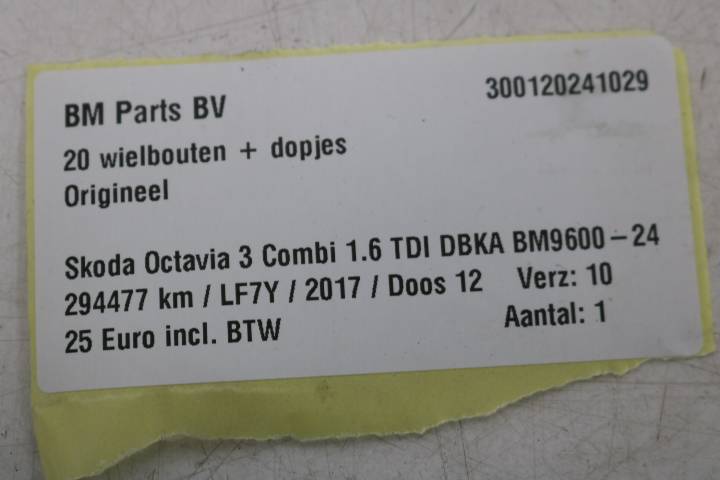 BM Parts BV 300120241029
20 wielbouten + dopjes
Origineel
Skoda Octavia 3 Combi 1.6 TDI DBKA BM9600-24
294477 km / LF7Y / 2017 / Doos 12 Verz: 10
25 Euro incl. BTW Aantal: 1